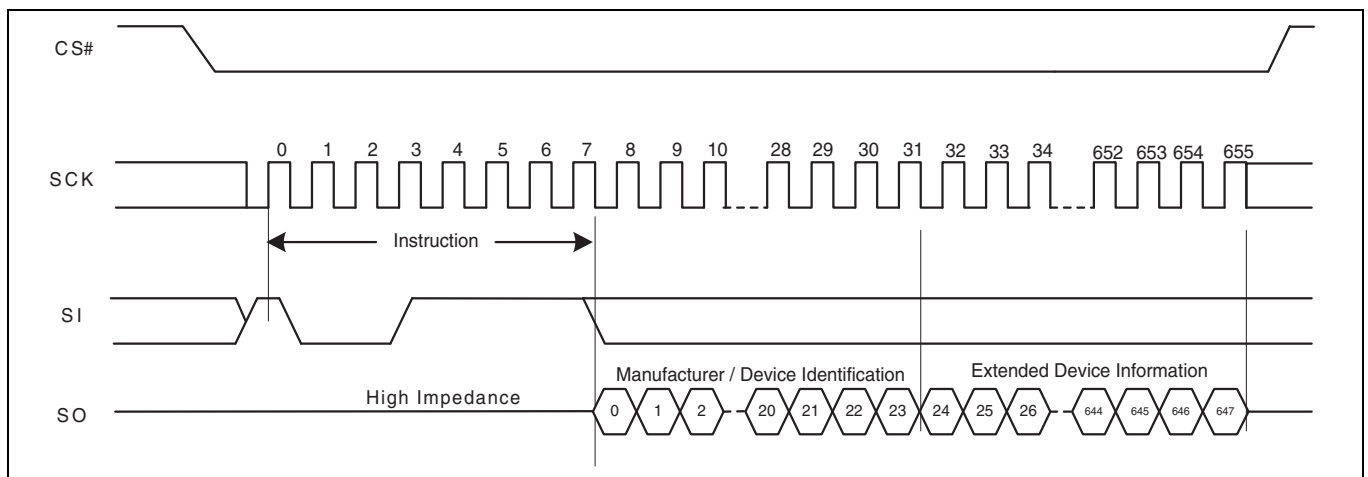 CS#
0 1 2 3 4 5 6 7 8 9 10 28 29 30 31 32 33 34 652 653 654 655
SCK
Instruction
SI
Manufacturer / Device Identification Extended Device Information
High Impedance
SO 0 1 2 20 21 22 23 24 25 26 644 645 646 647